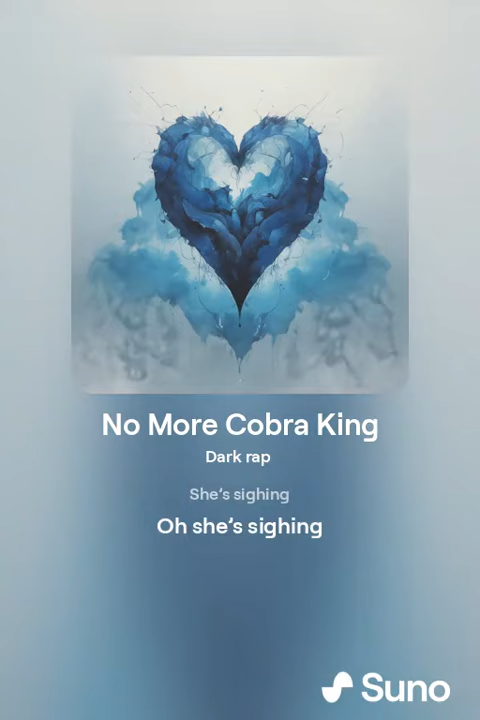 No More Cobra King
Dark rap
She's sighing
Oh she's sighing
Suno